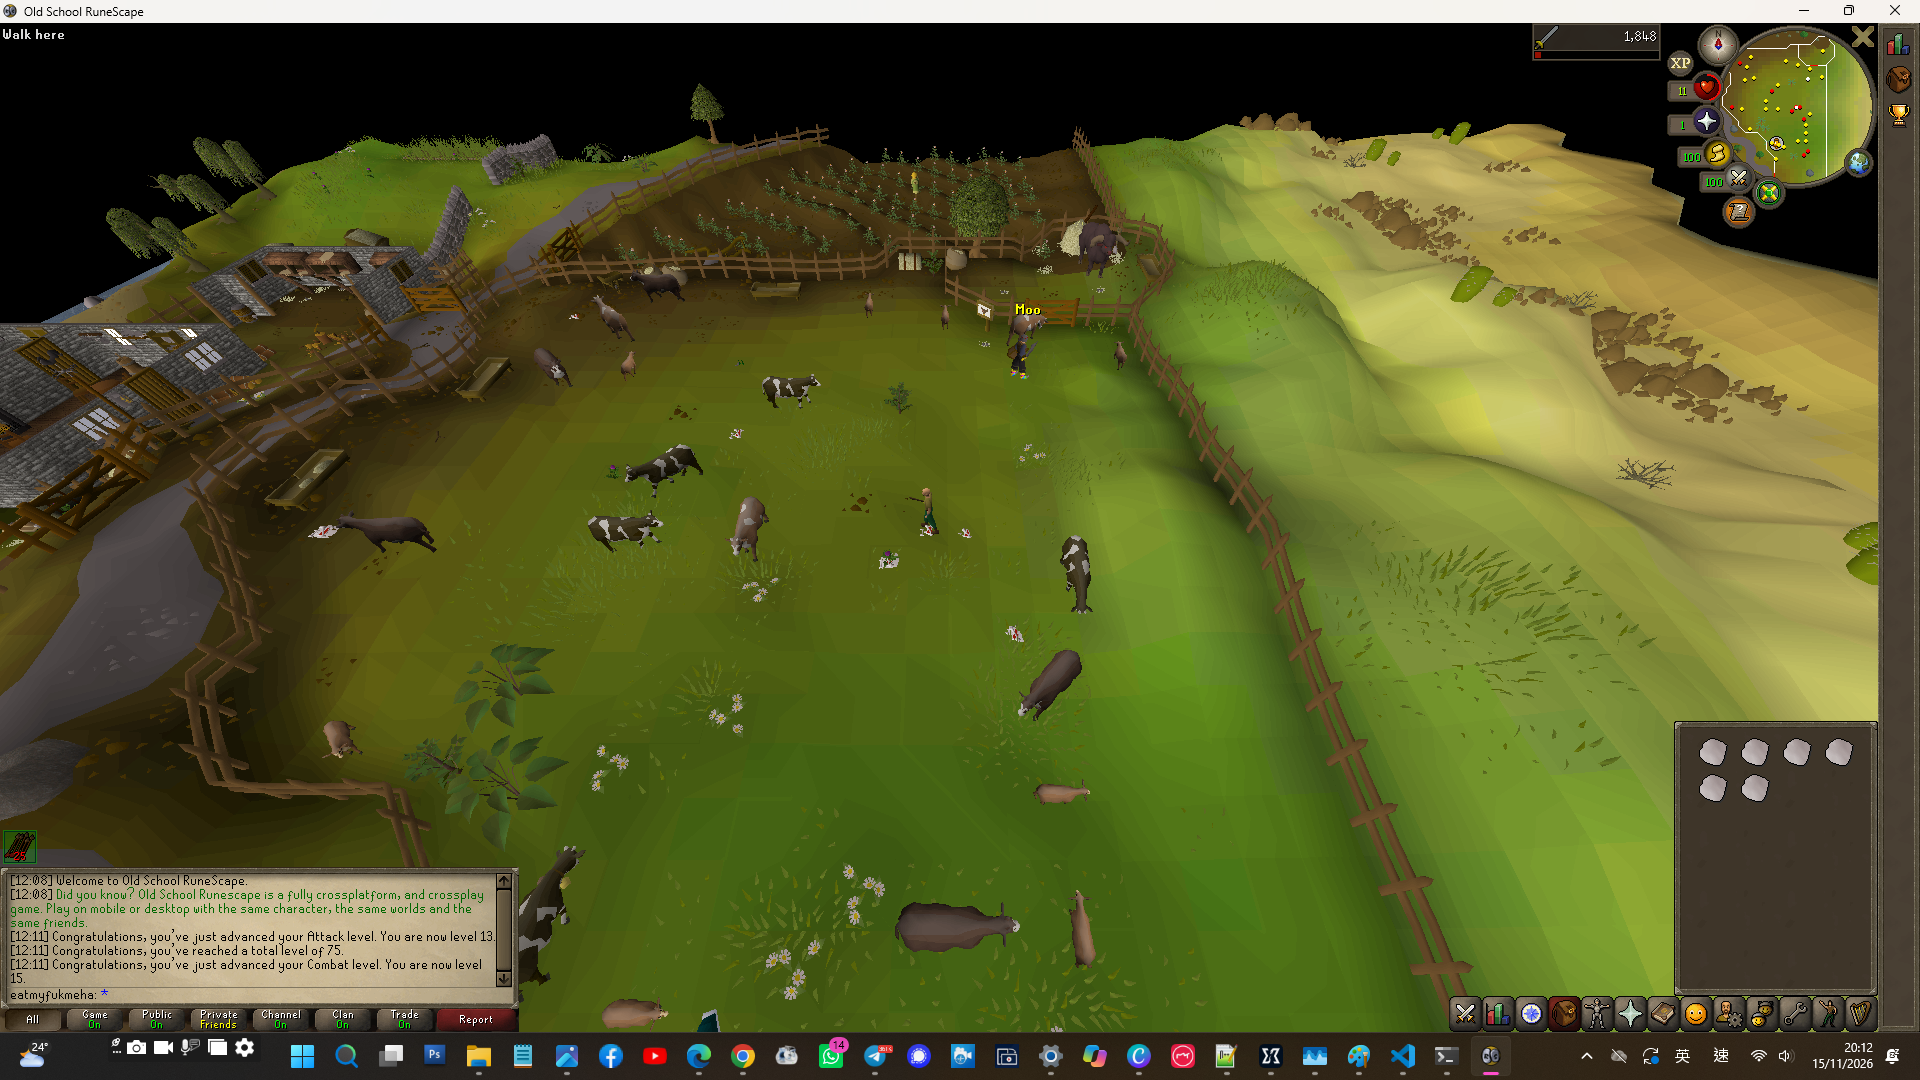 Old School RuneScape
Walk here
1,848
N
XP
11
1
100
100
Moo
25
[12:08] Welcome to Old School RuneScape.
[12:08] Did you know? Old School Runescape is a fully crossplatform, and crossplay
game. Play on mobile or desktop with the same character, the same worlds and the
same friends.
[12:11] Congratulations, you've just advanced your Attack level. You are now level 13.
[12:11] Congratulations, you've reached a total level of 75.
[12:11] Congratulations, you've just advanced your Combat level. You are now level
15.
eatmyfukmeha: *
All
Game
On
Public
On
Private
Friends
Channel
On
Clan
On
Trade
On
Report
24°
Ps
14
英
速
20:12
15/11/2026